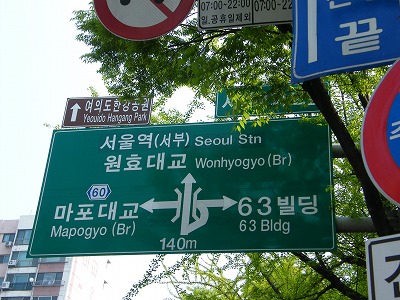 07:00-22:00
일,공휴일제외
07:00-22
끝
여의도한강공원
Yeouido Hangang Park
서울역(서부) Seoul Stn
원효대교 Wonhyogyo (Br)
60
마포대교
Mapogyo (Br)
63빌딩
63 Bldg
140m